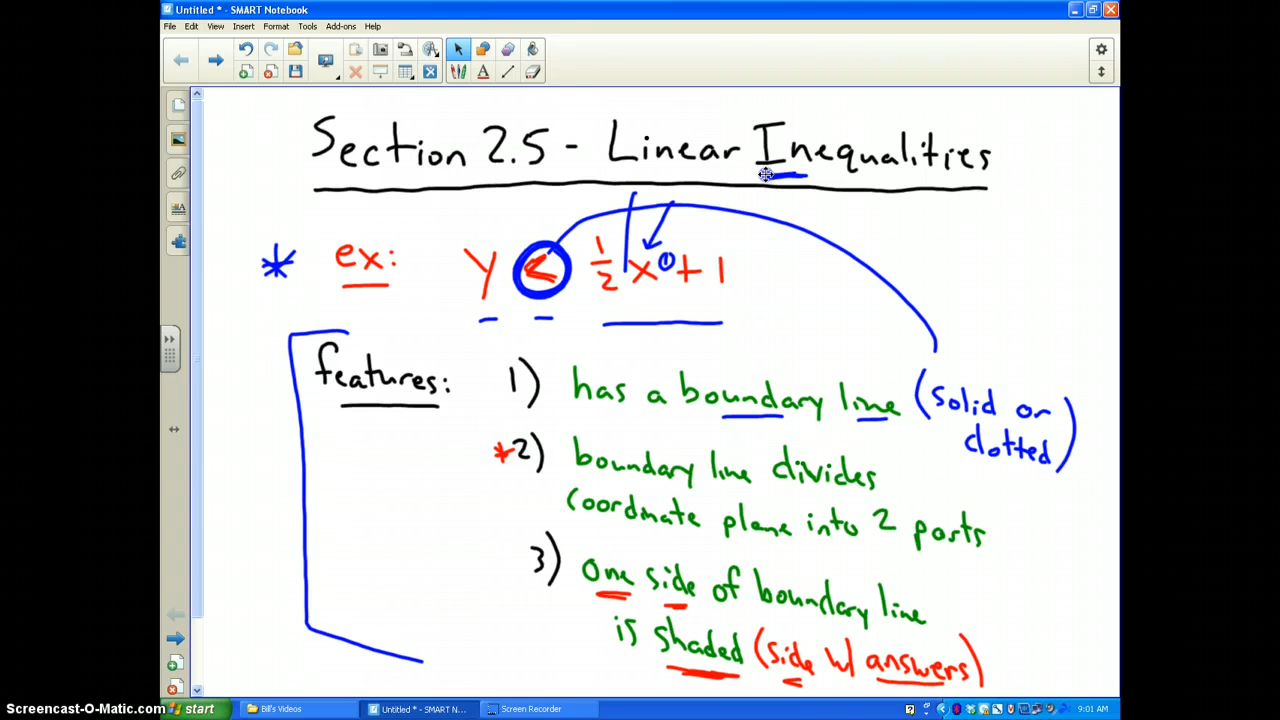 Untitled * - SMART Notebook
File Edit View Insert Format Tools Add-ons Help
Section 2.5 - Linear Inequalities
* ex: y < 1/2 x¹ + 1
features: 1) has a boundary line (solid or
dotted)
*2) boundary line divides
coordinate plane into 2 parts
3) one side of boundary line
is shaded (side w/ answers)
Screencast-O-Matic.com
start Bill's Videos Untitled * - SMART N... Screen Recorder 9:01 AM